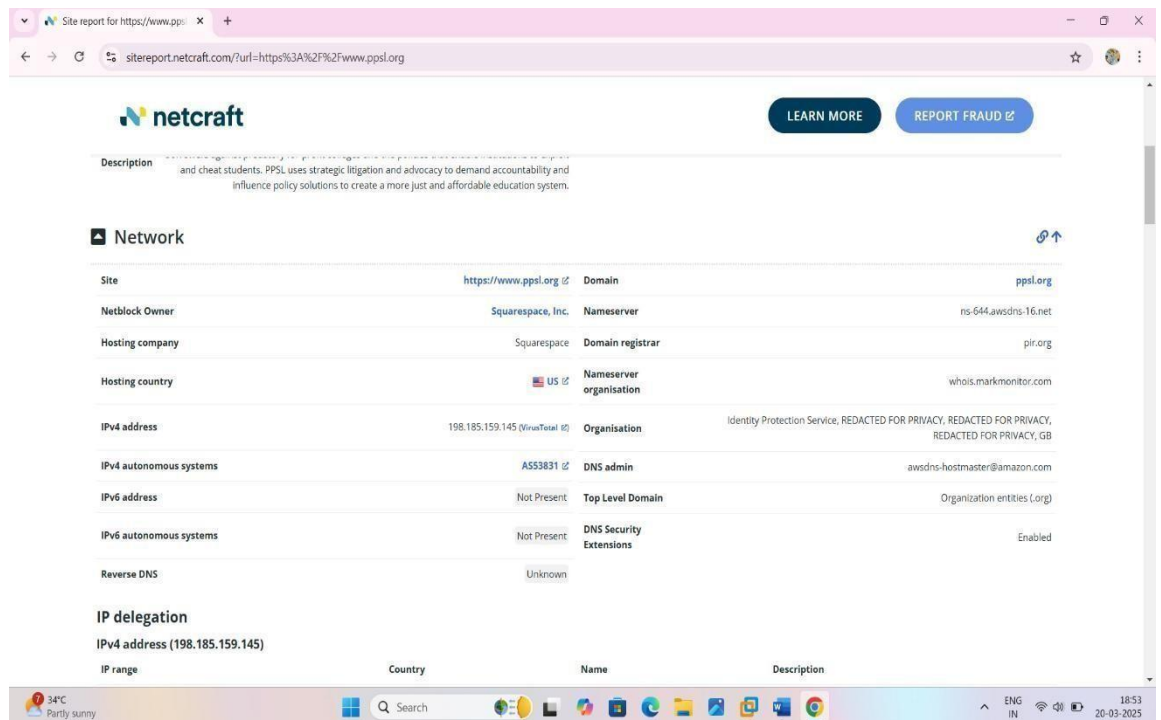 Site report for https://www.pps
sitereport.netcraft.com/?url=https%3A%2F%2Fwww.ppsl.org
netcraft
LEARN MORE
REPORT FRAUD
Description
and cheat students. PPSL uses strategic litigation and advocacy to demand accountability and
influence policy solutions to create a more just and affordable education system.
Network
Site https://www.ppsl.org Domain ppsl.org
Netblock Owner Squarespace, Inc. Nameserver ns-644.awsdns-16.net
Hosting company Squarespace Domain registrar pir.org
Hosting country US Nameserver organisation whois.markmonitor.com
IPv4 address 198.185.159.145 (VirusTotal) Organisation Identity Protection Service, REDACTED FOR PRIVACY, REDACTED FOR PRIVACY,
REDACTED FOR PRIVACY, GB
IPv4 autonomous systems AS53831 DNS admin awsdns-hostmaster@amazon.com
IPv6 address Not Present Top Level Domain Organization entities (.org)
IPv6 autonomous systems Not Present DNS Security Extensions Enabled
Reverse DNS Unknown
IP delegation
IPv4 address (198.185.159.145)
IP range Country Name Description
7
34°C
Partly sunny
Search
ENG
IN
18:53
20-03-2025